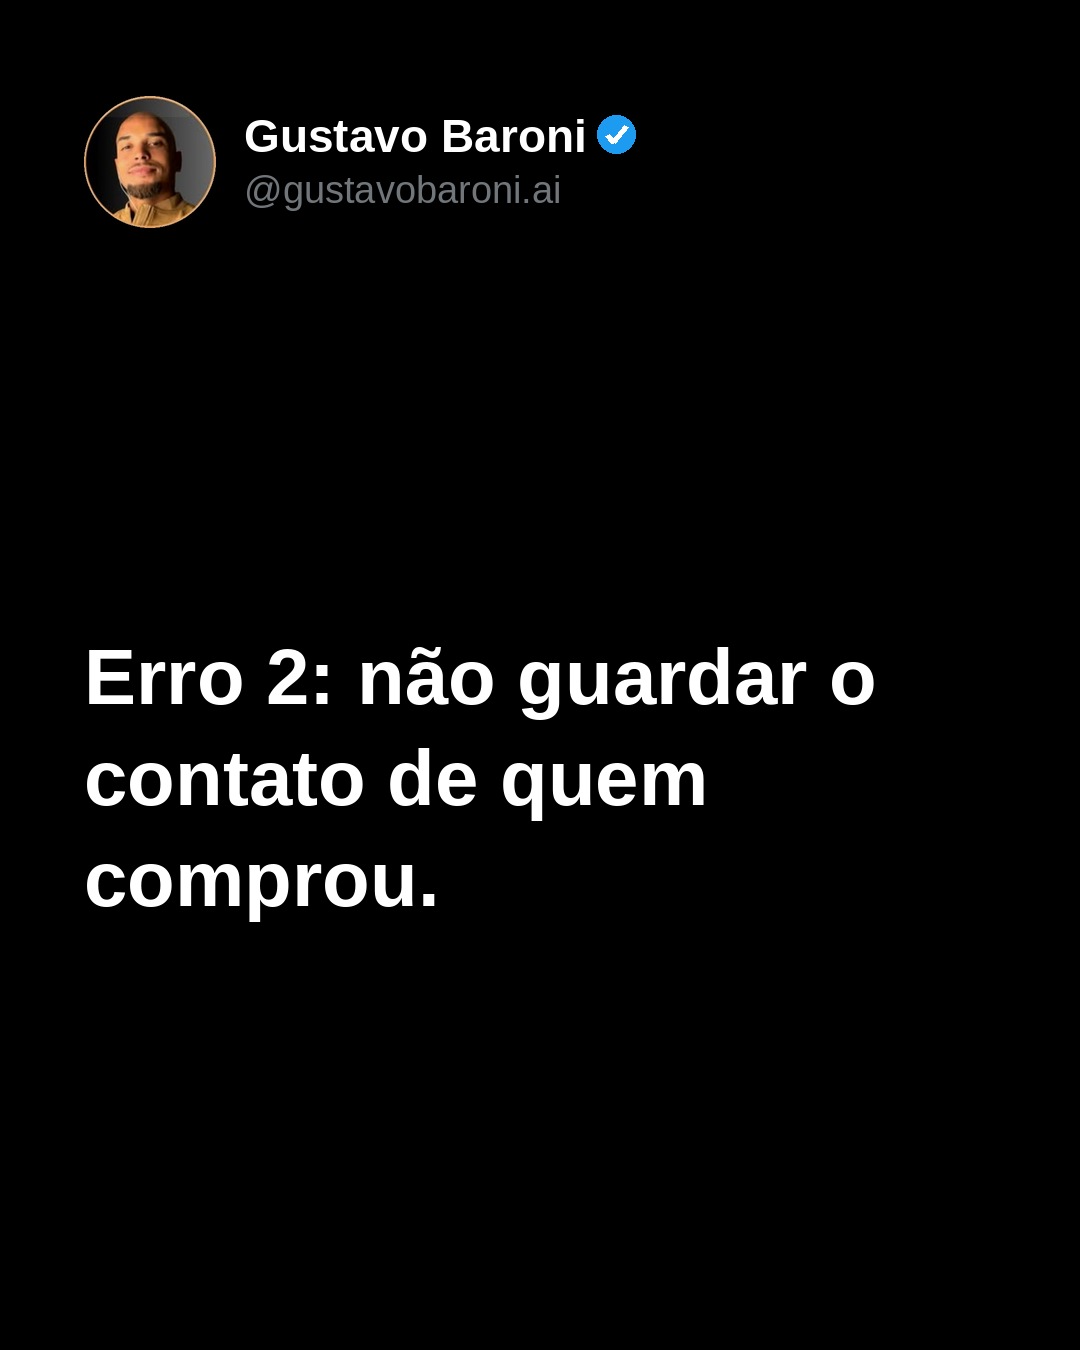 Gustavo Baroni
@gustavobaroni.ai
Erro 2: não guardar o
contato de quem
comprou.